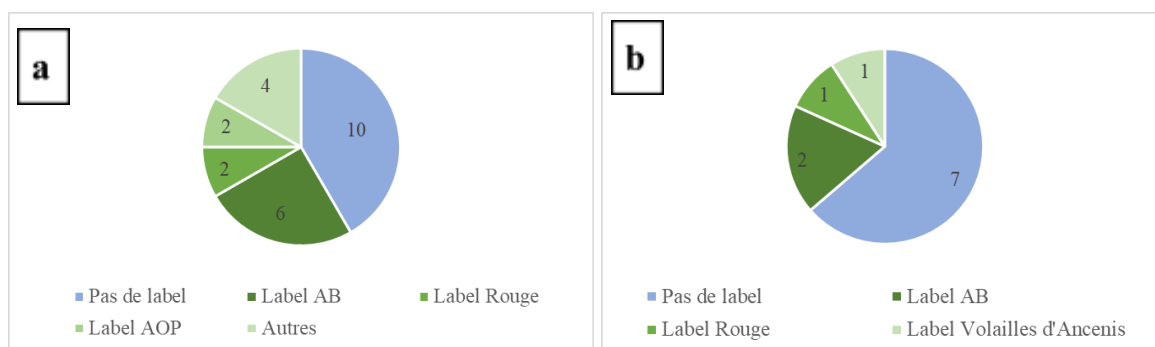 a
4
10
2
2
6
Pas de label Label AB Label Rouge
Label AOP Autres
b
1
1
2
7
Pas de label Label AB
Label Rouge Label Volailles d'Ancenis